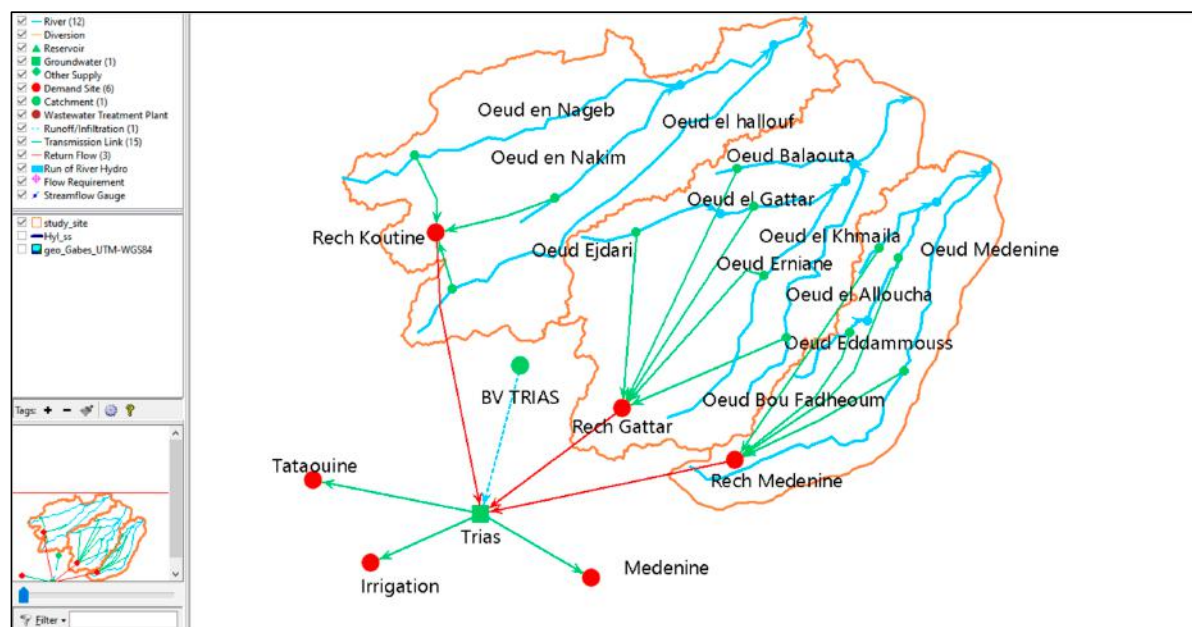 River (12)
Diversion
Reservoir
Groundwater (1)
Other Supply
Demand Site (6)
Catchment (1)
Wastewater Treatment Plant
Runoff/Infiltration (1)
Transmission Link (15)
Return Flow (3)
Run of River Hydro
Flow Requirement
Streamflow Gauge
study_site
Hyl_ss
geo_Gabes_UTM-WGS84
Tags:
Filter
Oeud en Nageb
Oeud el hallouf
Oeud en Nakim
Oeud Balaouta
Oeud el Gattar
Rech Koutine
Oeud Ejdari
Oeud el Khmaila
Oeud Medenine
Oeud Erniane
Oeud el Alloucha
Oeud Eddammouss
BV TRIAS
Oeud Bou Fadheoum
Rech Gattar
Tataouine
Rech Medenine
Trias
Irrigation
Medenine